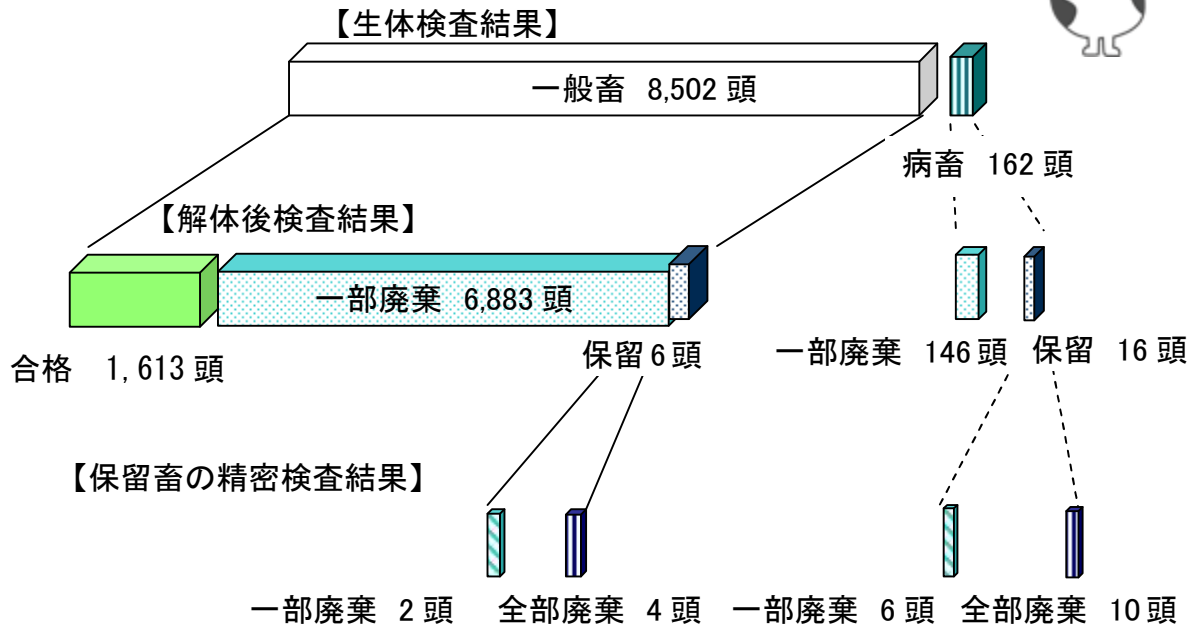 【生体検査結果】
一般畜 8,502 頭
病畜 162 頭
【解体後検査結果】
一部廃棄 6,883 頭
合格 1,613 頭
保留 6 頭
一部廃棄 146 頭 保留 16 頭
【保留畜の精密検査結果】
一部廃棄 2 頭 全部廃棄 4 頭 一部廃棄 6 頭 全部廃棄 10 頭